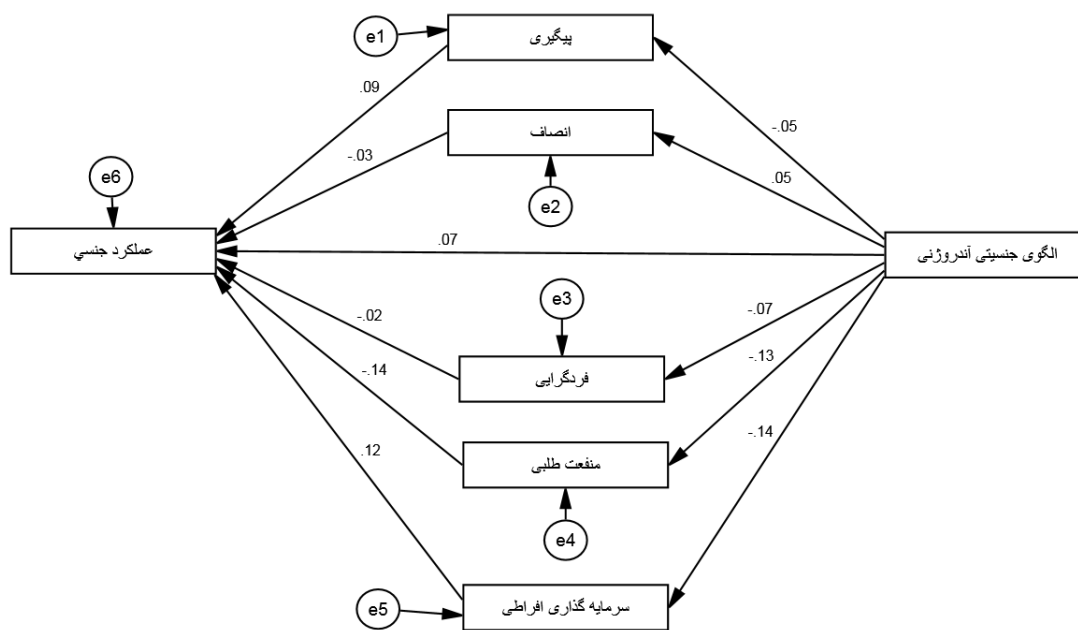 e1
پیگیری
.09
-.05
انصاف
-.03
.05
e2
e6
عملکرد جنسي
.07
الگوی جنسیتی آندروژنی
e3
-.02
-.07
فردگرایی
-.14
-.13
منفعت طلبی
-.14
.12
e4
سرمایه گذاری افراطی
e5